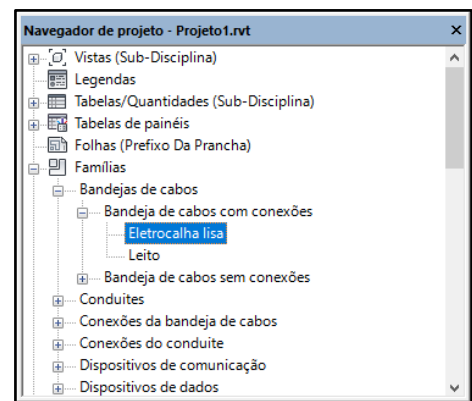 Navegador de projeto - Projeto1.rvt
Vistas (Sub-Disciplina)
Legendas
Tabelas/Quantidades (Sub-Disciplina)
Tabelas de painéis
Folhas (Prefixo Da Prancha)
Famílias
Bandejas de cabos
Bandeja de cabos com conexões
Eletrocalha lisa
Leito
Bandeja de cabos sem conexões
Conduites
Conexões da bandeja de cabos
Conexões do conduite
Dispositivos de comunicação
Dispositivos de dados